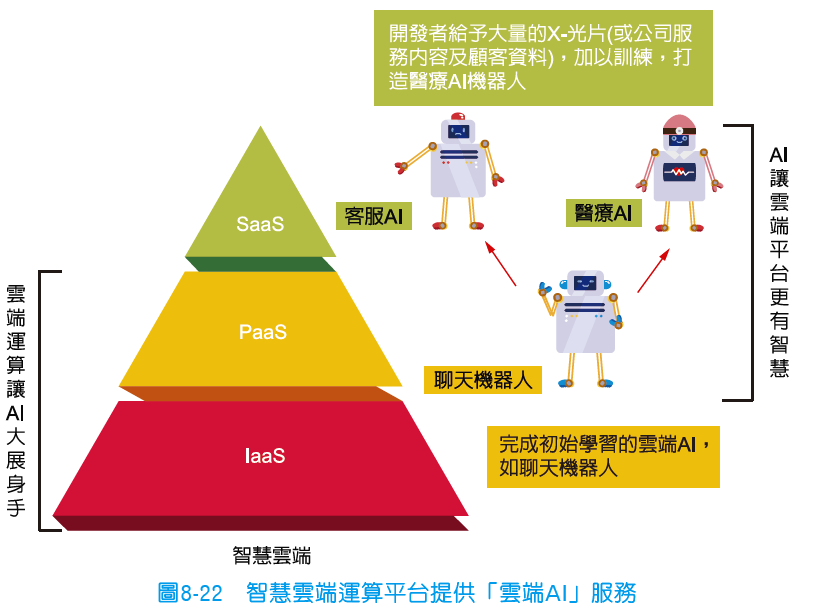 開發者給予大量的X-光片(或公司服
務內容及顧客資料)，加以訓練，打
造醫療AI機器人
SaaS
客服AI
醫療AI
AI讓雲端平台更有智慧
雲端運算讓AI大展身手
PaaS
聊天機器人
IaaS
完成初始學習的雲端AI，
如聊天機器人
智慧雲端
圖8-22 智慧雲端運算平台提供「雲端AI」服務